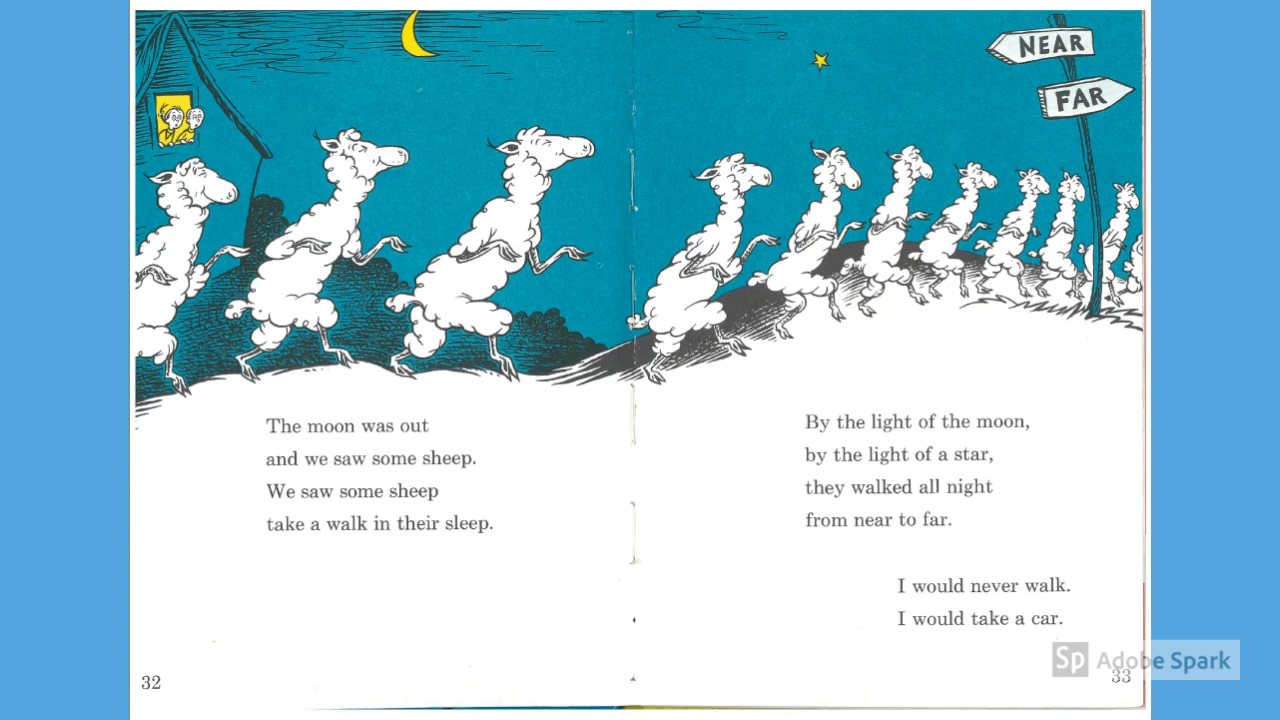 NEAR
FAR
The moon was out
and we saw some sheep.
We saw some sheep
take a walk in their sleep.
32
By the light of the moon,
by the light of a star,
they walked all night
from near to far.
I would never walk.
I would take a car.
33
Sp Adobe Spark